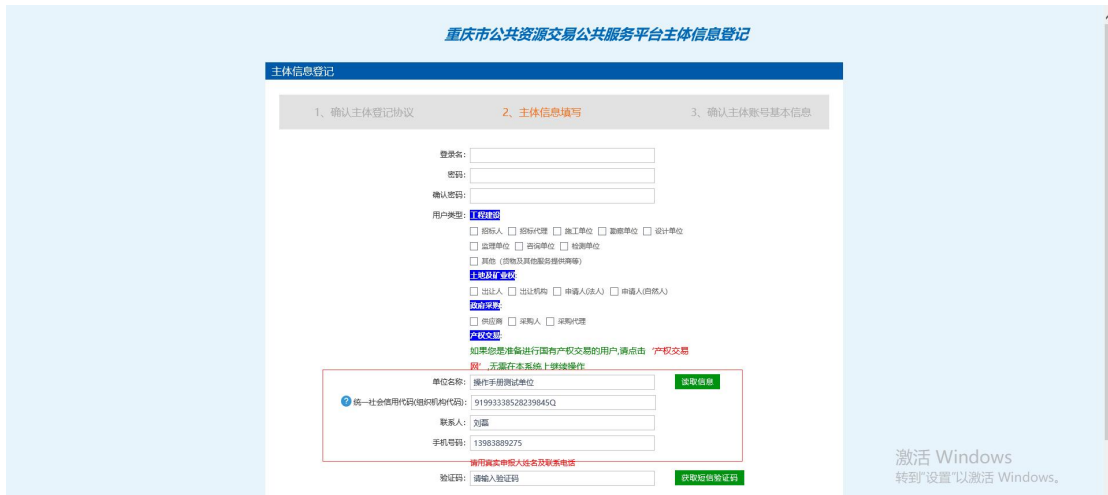 重庆市公共资源交易公共服务平台主体信息登记
主体信息登记
1、确认主体登记协议 2、主体信息填写 3、确认主体账号基本信息
登录名：
密码：
确认密码：
用户类型： 工程建设
招标人 招标代理 施工单位 勘察单位 设计单位
监理单位 咨询单位 检测单位
其他（货物及其他服务提供商等）
土地及矿业权
出让人 出让机构 申请人(法人) 申请人(自然人)
政府采购
供应商 采购人 采购代理
产权交易
如果您是准备进行国有产权交易的用户,请点击“产权交易
网”,无需在本系统上继续操作
单位名称： 操作手册测试单位 读取信息
统一社会信用代码(组织机构代码)： 91993338528239845Q
联系人： 刘磊
手机号码： 13983889275
请用真实申报人姓名及联系电话
验证码： 请输入验证码 获取短信验证码
激活 Windows
转到"设置"以激活 Windows。